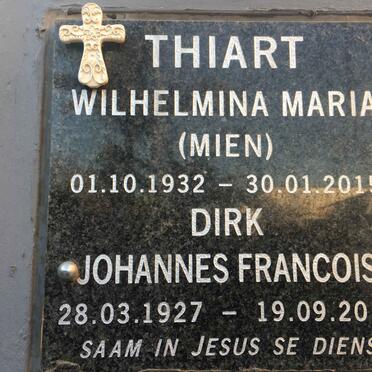 THIART
WILHELMINA MARIA
(MIEN)
01.10.1932 – 30.01.2015
DIRK
JOHANNES FRANCOIS
28.03.1927 – 19.09.20
SAAM IN JESUS SE DIENS